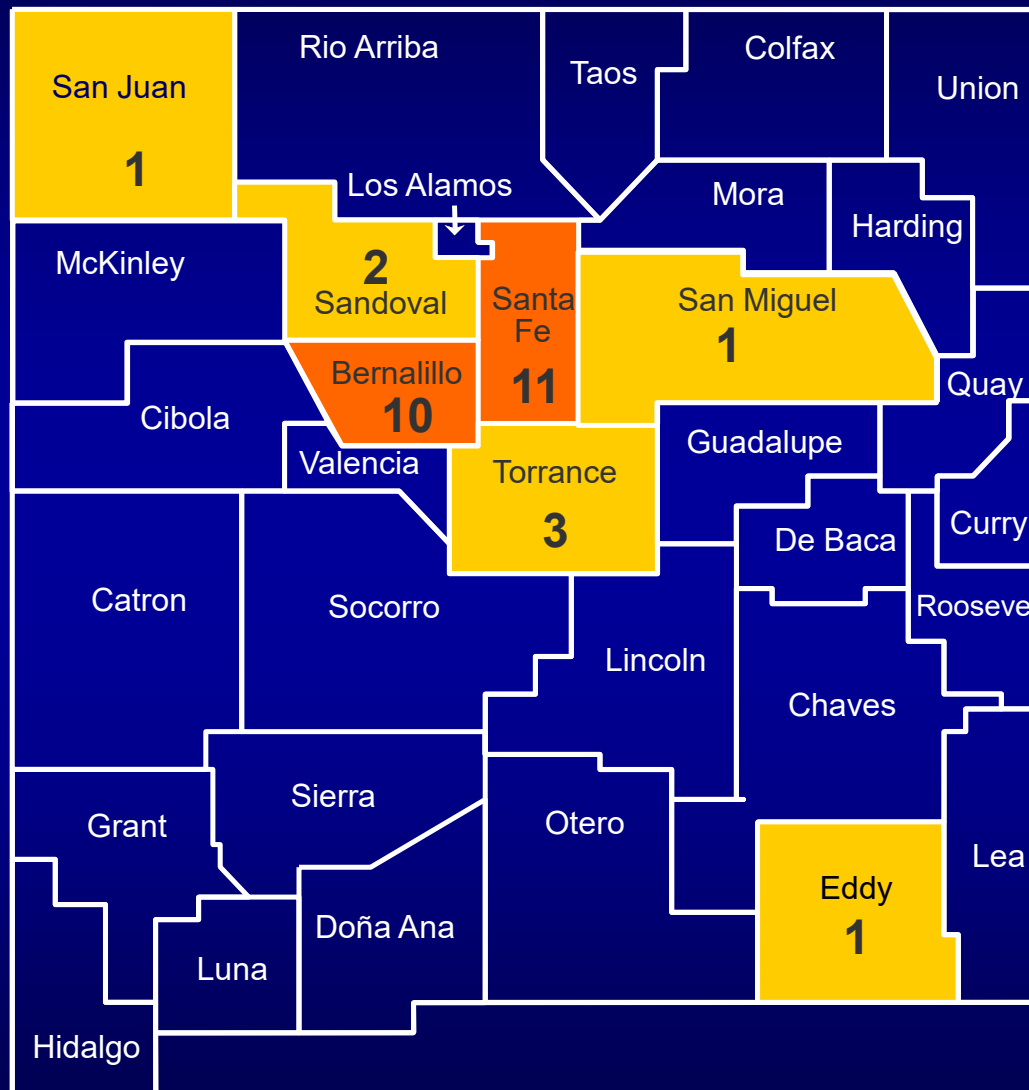 Rio Arriba
Taos
Colfax
Union
San Juan
1
Los Alamos
Mora
Harding
McKinley
2
Sandoval
Santa
Fe
11
San Miguel
1
Bernalillo
10
Quay
Cibola
Valencia
Guadalupe
Torrance
3
De Baca
Curry
Catron
Socorro
Rooseve
Lincoln
Chaves
Sierra
Grant
Otero
Lea
Eddy
1
Doña Ana
Luna
Hidalgo